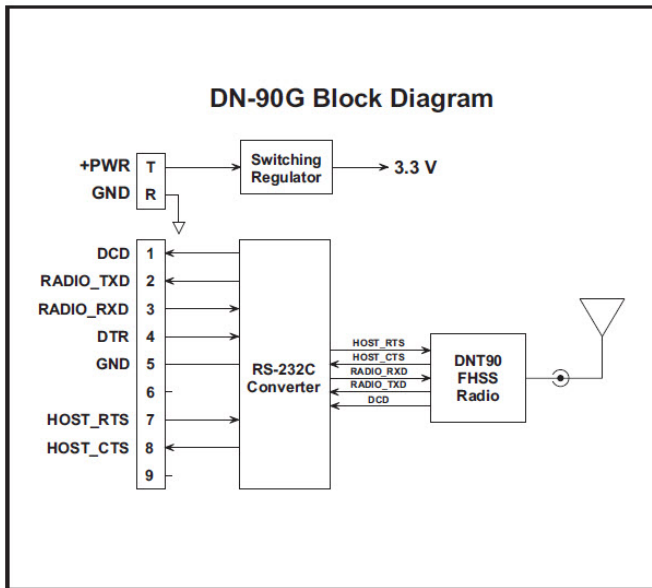 DN-90G Block Diagram
+PWR T
GND R
Switching
Regulator
3.3 V
DCD 1
RADIO_TXD 2
RADIO_RXD 3
DTR 4
GND 5
6
HOST_RTS 7
HOST_CTS 8
9
RS-232C
Converter
HOST_RTS
HOST_CTS
RADIO_RXD
RADIO_TXD
DCD
DNT90
FHSS
Radio